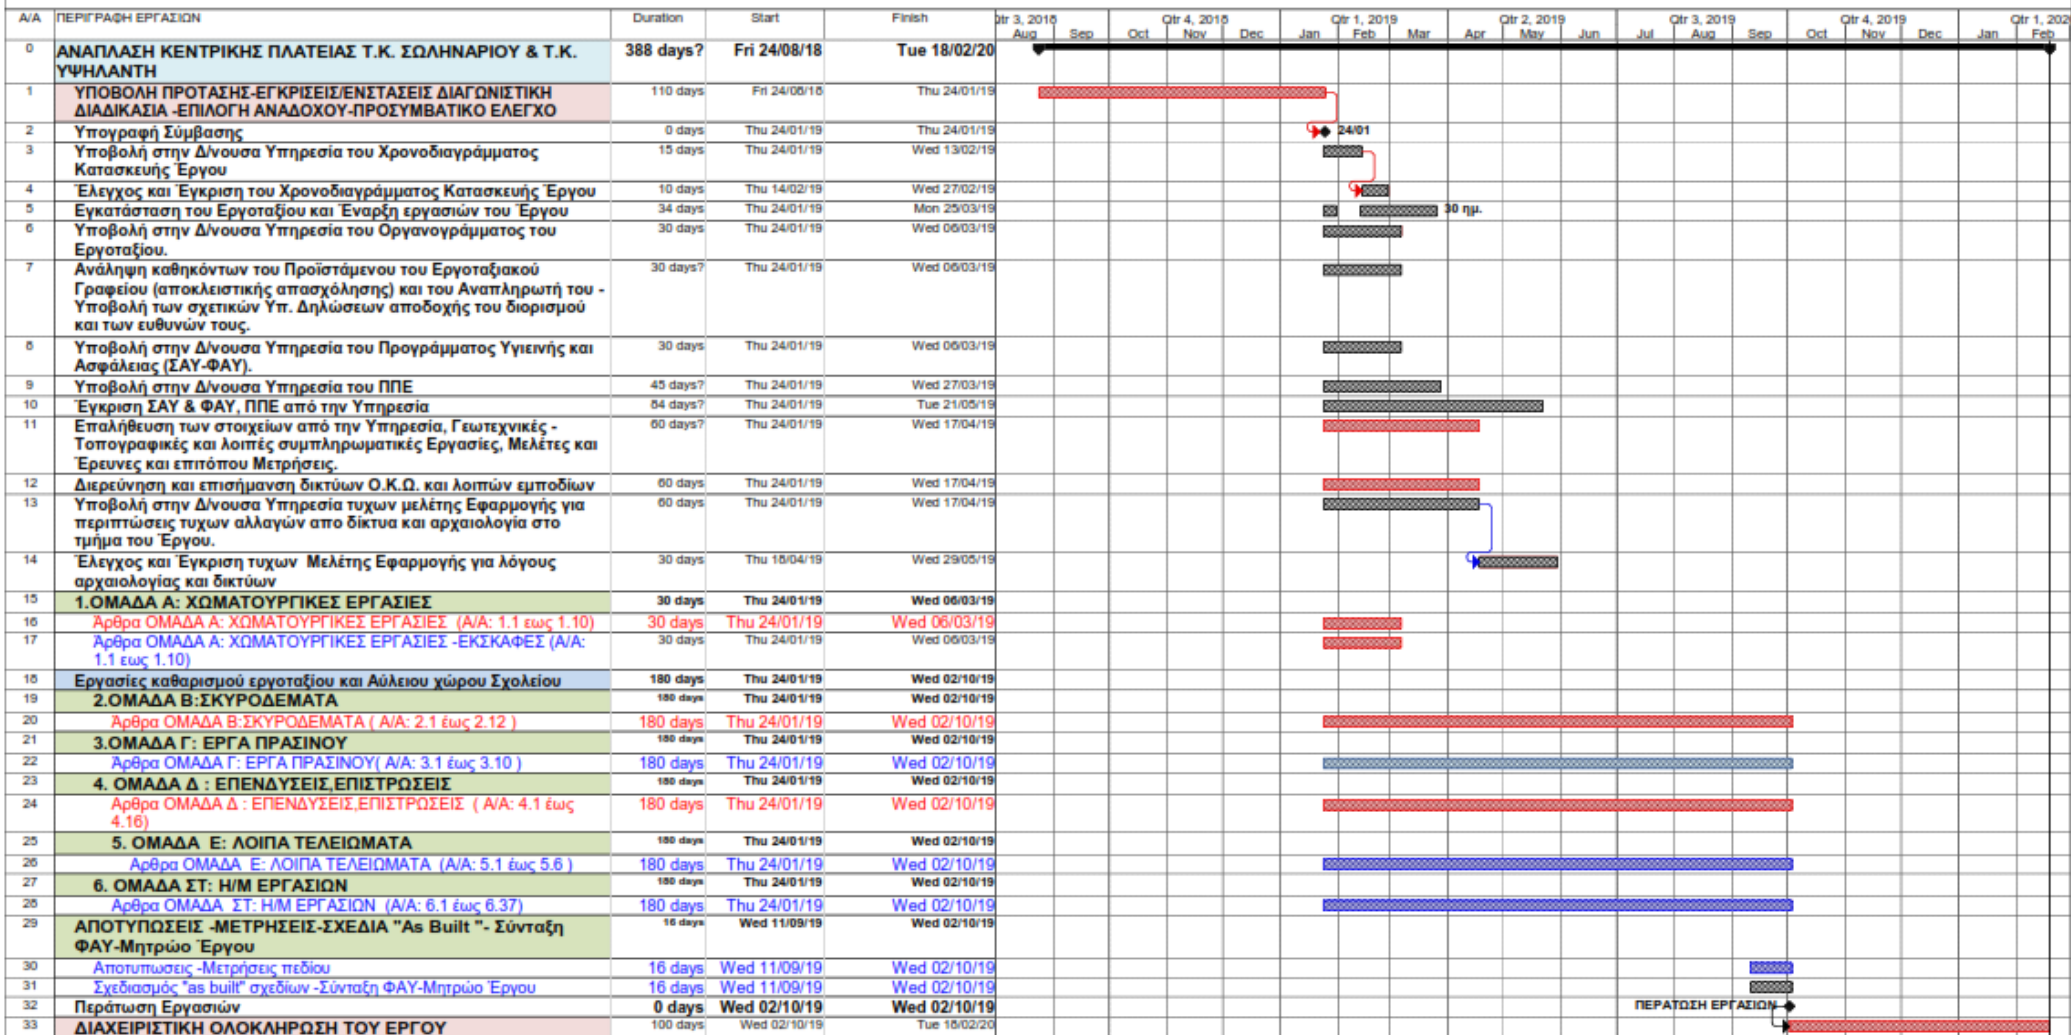 Α/Α ΠΕΡΙΓΡΑΦΗ ΕΡΓΑΣΙΩΝ Duration Start Finish Qtr 3, 2018 Qtr 4, 2018 Qtr 1, 2019 Qtr 2, 2019 Qtr 3, 2019 Qtr 4, 2019 Qtr 1, 202
Aug Sep Oct Nov Dec Jan Feb Mar Apr May Jun Jul Aug Sep Oct Nov Dec Jan Feb
0 ΑΝΑΠΛΑΣΗ ΚΕΝΤΡΙΚΗΣ ΠΛΑΤΕΙΑΣ Τ.Κ. ΣΩΛΗΝΑΡΙΟΥ & Τ.Κ. 388 days? Fri 24/08/18 Tue 18/02/20
ΥΨΗΛΑΝΤΗ
1 ΥΠΟΒΟΛΗ ΠΡΟΤΑΣΗΣ-ΕΓΚΡΙΣΕΙΣ/ΕΝΣΤΑΣΕΙΣ ΔΙΑΓΩΝΙΣΤΙΚΗ 110 days Fri 24/08/18 Thu 24/01/19
ΔΙΑΔΙΚΑΣΙΑ -ΕΠΙΛΟΓΗ ΑΝΑΔΟΧΟΥ-ΠΡΟΣΥΜΒΑΤΙΚΟ ΕΛΕΓΧΟ
2 Υπογραφή Σύμβασης 0 days Thu 24/01/19 Thu 24/01/19 24/01
3 Υποβολή στην Δ/νουσα Υπηρεσία του Χρονοδιαγράμματος 15 days Thu 24/01/19 Wed 13/02/19
Κατασκευής Έργου
4 Έλεγχος και Έγκριση του Χρονοδιαγράμματος Κατασκευής Έργου 10 days Thu 14/02/19 Wed 27/02/19
5 Εγκατάσταση του Εργοταξίου και Έναρξη εργασιών του Έργου 34 days Thu 24/01/19 Mon 25/03/19 30 ημ.
6 Υποβολή στην Δ/νουσα Υπηρεσία του Οργανογράμματος του 30 days Thu 24/01/19 Wed 06/03/19
Εργοταξίου.
7 Ανάληψη καθηκόντων του Προϊστάμενου του Εργοταξιακού 30 days? Thu 24/01/19 Wed 06/03/19
Γραφείου (αποκλειστικής απασχόλησης) και του Αναπληρωτή του -
Υποβολή των σχετικών Υπ. Δηλώσεων αποδοχής του διορισμού
και των ευθυνών τους.
8 Υποβολή στην Δ/νουσα Υπηρεσία του Προγράμματος Υγιεινής και 30 days Thu 24/01/19 Wed 06/03/19
Ασφάλειας (ΣΑΥ-ΦΑΥ).
9 Υποβολή στην Δ/νουσα Υπηρεσία του ΠΠΕ 45 days? Thu 24/01/19 Wed 27/03/19
10 Έγκριση ΣΑΥ & ΦΑΥ, ΠΠΕ από την Υπηρεσία 84 days? Thu 24/01/19 Tue 21/05/19
11 Επαλήθευση των στοιχείων από την Υπηρεσία, Γεωτεχνικές - 60 days? Thu 24/01/19 Wed 17/04/19
Τοπογραφικές και λοιπές συμπληρωματικές Εργασίες, Μελέτες και
Έρευνες και επιτόπου Μετρήσεις.
12 Διερεύνηση και επισήμανση δικτύων Ο.Κ.Ω. και λοιπών εμποδίων 60 days Thu 24/01/19 Wed 17/04/19
13 Υποβολή στην Δ/νουσα Υπηρεσία τυχων μελέτης Εφαρμογής για 60 days Thu 24/01/19 Wed 17/04/19
περιπτώσεις τυχων αλλαγών απο δίκτυα και αρχαιολογία στο
τμήμα του Έργου.
14 Έλεγχος και Έγκριση τυχων Μελέτης Εφαρμογής για λόγους 30 days Thu 18/04/19 Wed 29/05/19
αρχαιολογίας και δικτύων
15 1.ΟΜΑΔΑ Α: ΧΩΜΑΤΟΥΡΓΙΚΕΣ ΕΡΓΑΣΙΕΣ 30 days Thu 24/01/19 Wed 06/03/19
16 Άρθρα ΟΜΑΔΑ Α: ΧΩΜΑΤΟΥΡΓΙΚΕΣ ΕΡΓΑΣΙΕΣ (Α/Α: 1.1 εως 1.10) 30 days Thu 24/01/19 Wed 06/03/19
17 Άρθρα ΟΜΑΔΑ Α: ΧΩΜΑΤΟΥΡΓΙΚΕΣ ΕΡΓΑΣΙΕΣ -ΕΚΣΚΑΦΕΣ (Α/Α: 30 days Thu 24/01/19 Wed 06/03/19
1.1 εως 1.10)
18 Εργασίες καθαρισμού εργοταξίου και Αύλειου χώρου Σχολείου 180 days Thu 24/01/19 Wed 02/10/19
19 2.ΟΜΑΔΑ Β:ΣΚΥΡΟΔΕΜΑΤΑ 180 days Thu 24/01/19 Wed 02/10/19
20 Άρθρα ΟΜΑΔΑ Β:ΣΚΥΡΟΔΕΜΑΤΑ ( Α/Α: 2.1 έως 2.12 ) 180 days Thu 24/01/19 Wed 02/10/19
21 3.ΟΜΑΔΑ Γ: ΕΡΓΑ ΠΡΑΣΙΝΟΥ 180 days Thu 24/01/19 Wed 02/10/19
22 Άρθρα ΟΜΑΔΑ Γ: ΕΡΓΑ ΠΡΑΣΙΝΟΥ( Α/Α: 3.1 έως 3.10 ) 180 days Thu 24/01/19 Wed 02/10/19
23 4. ΟΜΑΔΑ Δ : ΕΠΕΝΔΥΣΕΙΣ,ΕΠΙΣΤΡΩΣΕΙΣ 180 days Thu 24/01/19 Wed 02/10/19
24 Αρθρα ΟΜΑΔΑ Δ : ΕΠΕΝΔΥΣΕΙΣ,ΕΠΙΣΤΡΩΣΕΙΣ ( Α/Α: 4.1 έως 180 days Thu 24/01/19 Wed 02/10/19
4.16)
25 5. ΟΜΑΔΑ Ε: ΛΟΙΠΑ ΤΕΛΕΙΩΜΑΤΑ 180 days Thu 24/01/19 Wed 02/10/19
26 Αρθρα ΟΜΑΔΑ Ε: ΛΟΙΠΑ ΤΕΛΕΙΩΜΑΤΑ (Α/Α: 5.1 έως 5.6 ) 180 days Thu 24/01/19 Wed 02/10/19
27 6. ΟΜΑΔΑ ΣΤ: Η/Μ ΕΡΓΑΣΙΩΝ 180 days Thu 24/01/19 Wed 02/10/19
28 Αρθρα ΟΜΑΔΑ ΣΤ: Η/Μ ΕΡΓΑΣΙΩΝ (Α/Α: 6.1 έως 6.37) 180 days Thu 24/01/19 Wed 02/10/19
29 ΑΠΟΤΥΠΩΣΕΙΣ -ΜΕΤΡΗΣΕΙΣ-ΣΧΕΔΙΑ "As Built "- Σύνταξη 16 days Wed 11/09/19 Wed 02/10/19
ΦΑΥ-Μητρώο Έργου
30 Αποτυπωσεις -Μετρήσεις πεδίου 16 days Wed 11/09/19 Wed 02/10/19
31 Σχεδιασμός "as built" σχεδίων -Σύνταξη ΦΑΥ-Μητρώο Έργου 16 days Wed 11/09/19 Wed 02/10/19
32 Περάτωση Εργασιών 0 days Wed 02/10/19 Wed 02/10/19 ΠΕΡΑΤΩΣΗ ΕΡΓΑΣΙΩΝ
33 ΔΙΑΧΕΙΡΙΣΤΙΚΗ ΟΛΟΚΛΗΡΩΣΗ ΤΟΥ ΕΡΓΟΥ 100 days Wed 02/10/19 Tue 18/02/20